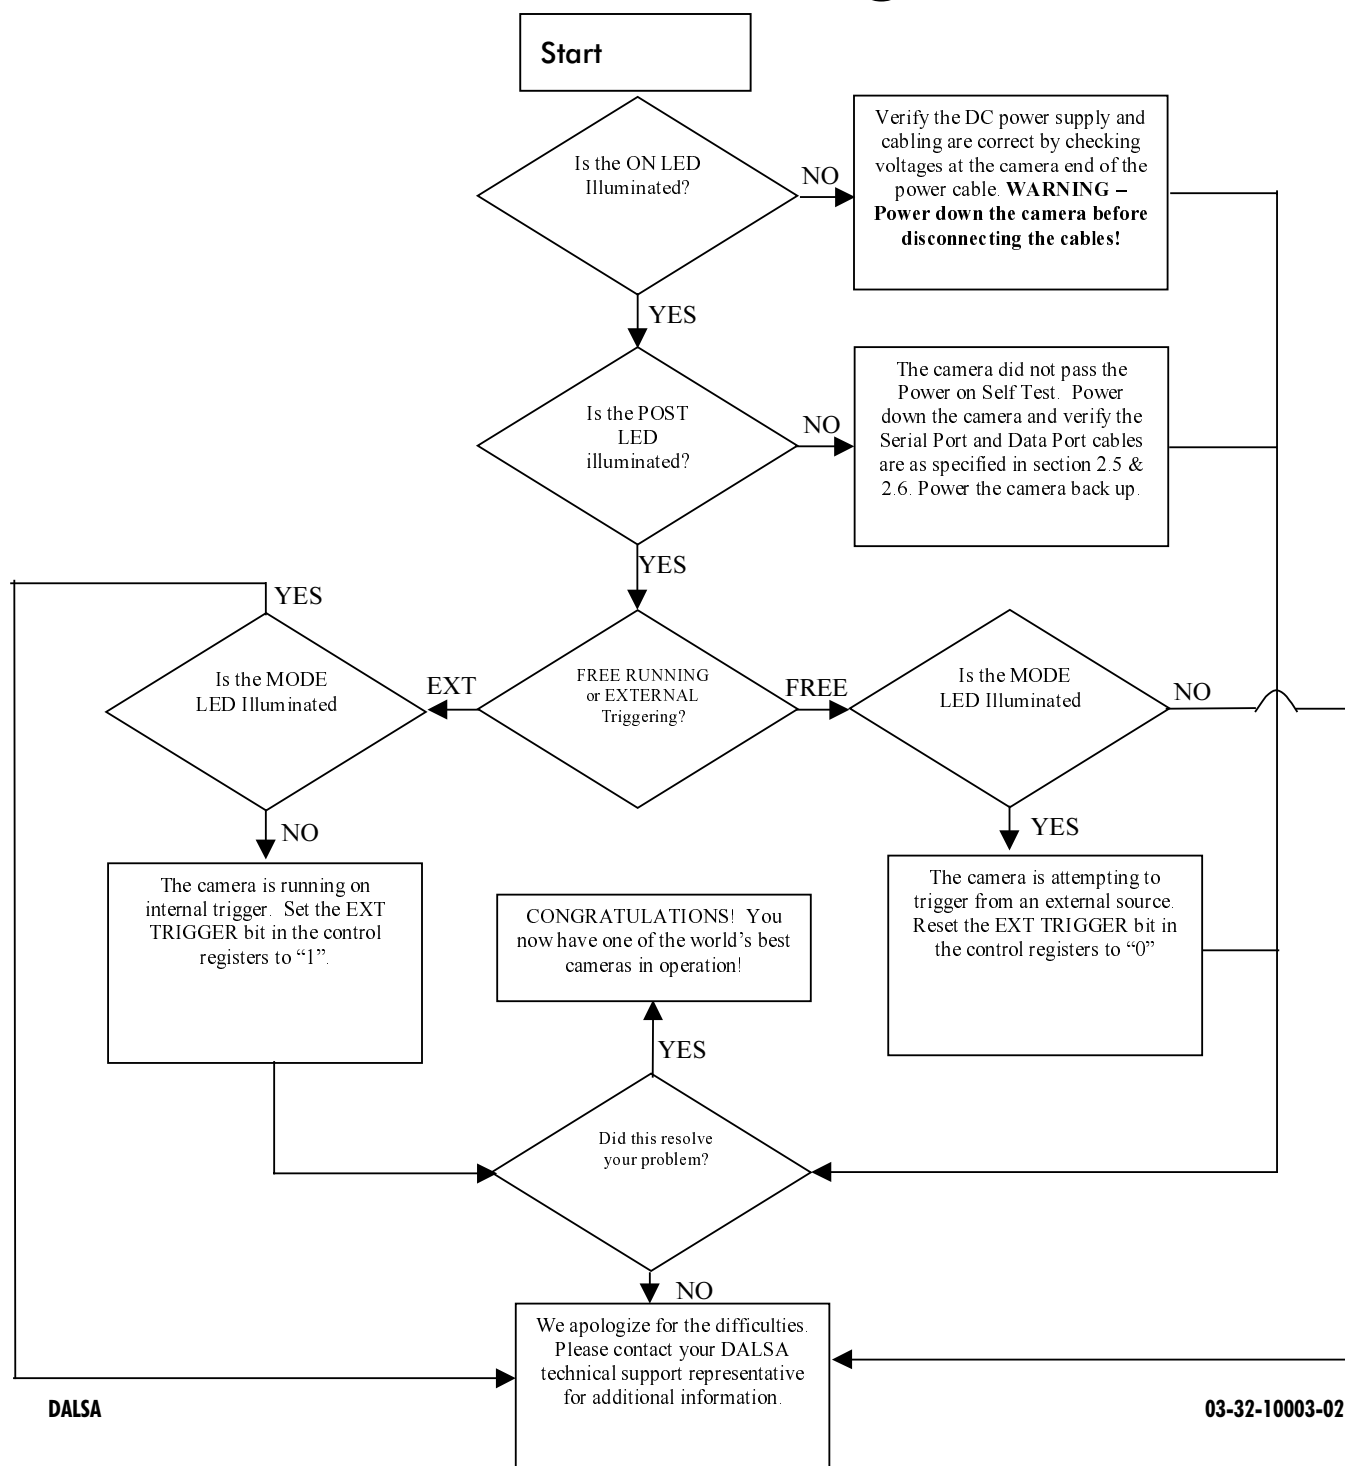 Start
Is the ON LED
Illuminated?
NO
Verify the DC power supply and
cabling are correct by checking
voltages at the camera end of the
power cable. WARNING –
Power down the camera before
disconnecting the cables!
YES
Is the POST
LED
illuminated?
NO
The camera did not pass the
Power on Self Test. Power
down the camera and verify the
Serial Port and Data Port cables
are as specified in section 2.5 &
2.6. Power the camera back up.
YES
YES
Is the MODE
LED Illuminated
EXT
FREE RUNNING
or EXTERNAL
Triggering?
FREE
Is the MODE
LED Illuminated
NO
NO
YES
The camera is running on
internal trigger. Set the EXT
TRIGGER bit in the control
registers to “1”.
CONGRATULATIONS! You
now have one of the world’s best
cameras in operation!
The camera is attempting to
trigger from an external source.
Reset the EXT TRIGGER bit in
the control registers to “0”
YES
Did this resolve
your problem?
NO
We apologize for the difficulties.
Please contact your DALSA
technical support representative
for additional information.
DALSA
03-32-10003-02